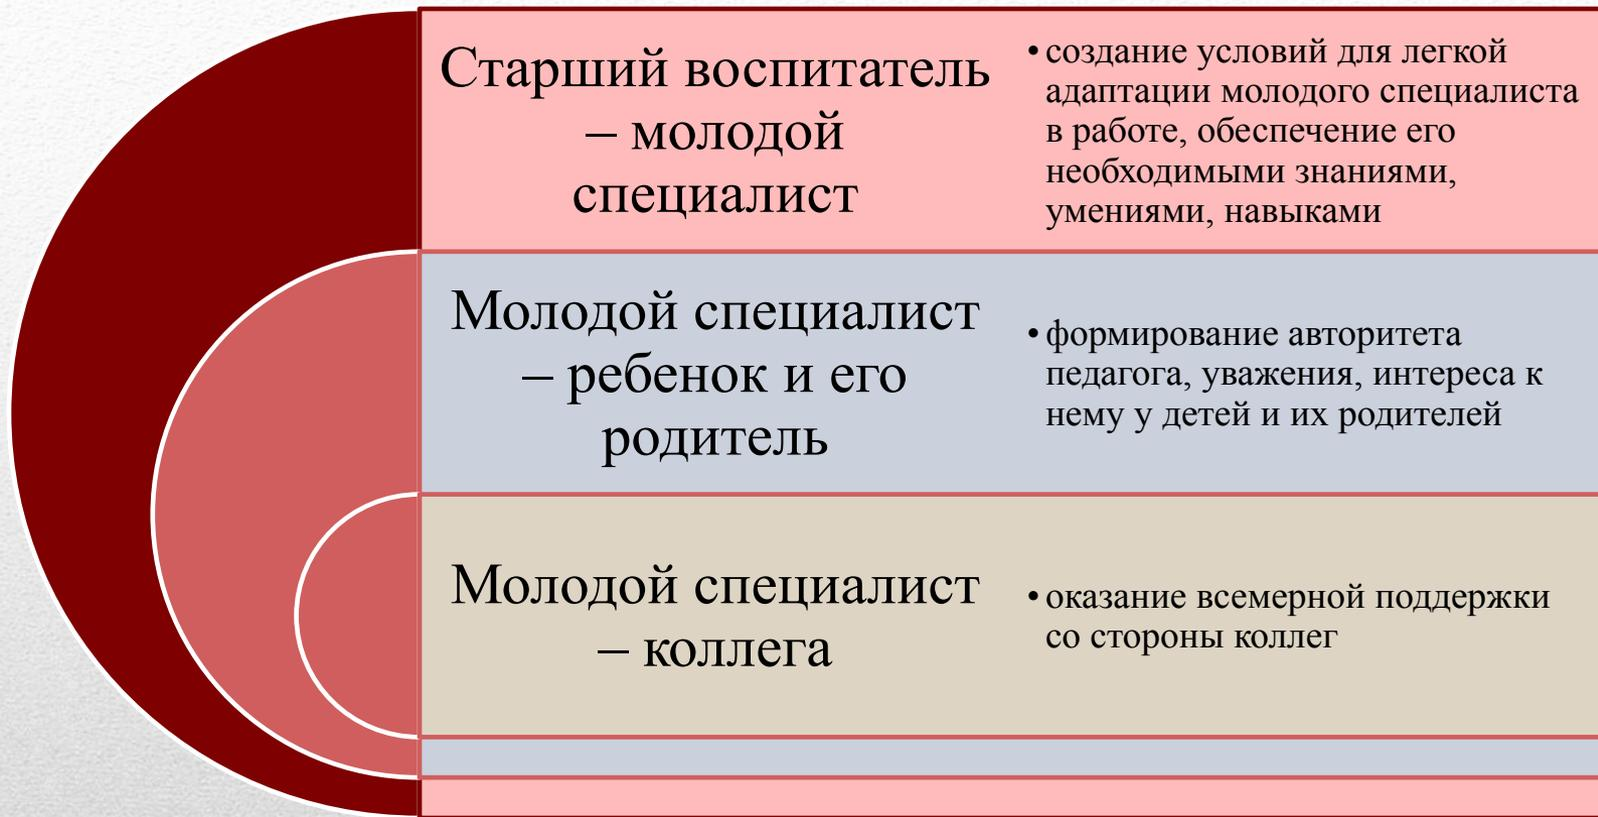 Старший воспитатель
– молодой
специалист
• создание условий для легкой
адаптации молодого специалиста
в работе, обеспечение его
необходимыми знаниями,
умениями, навыками
Молодой специалист
– ребенок и его
родитель
• формирование авторитета
педагога, уважения, интереса к
нему у детей и их родителей
Молодой специалист
– коллега
• оказание всемерной поддержки
со стороны коллег